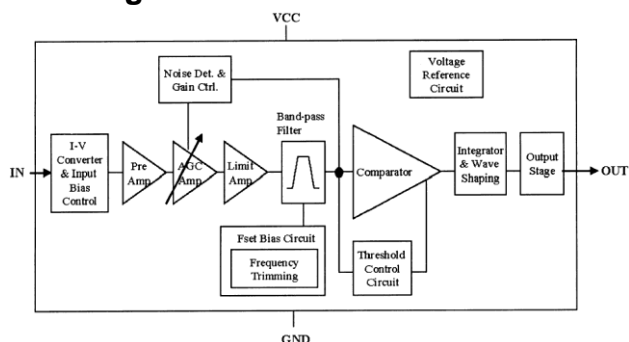 VCC
Noise Det. &
Gain Ctrl.
Voltage
Reference
Circuit
Band-pass
Filter
IN
I-V
Converter
& Input
Bias
Control
Pre
Amp
AGC
Amp
Limit
Amp
Comparator
Integrator
& Wave
Shaping
Output
Stage
OUT
Fset Bias Circuit
Frequency
Trimming
Threshold
Control
Circuit
GND